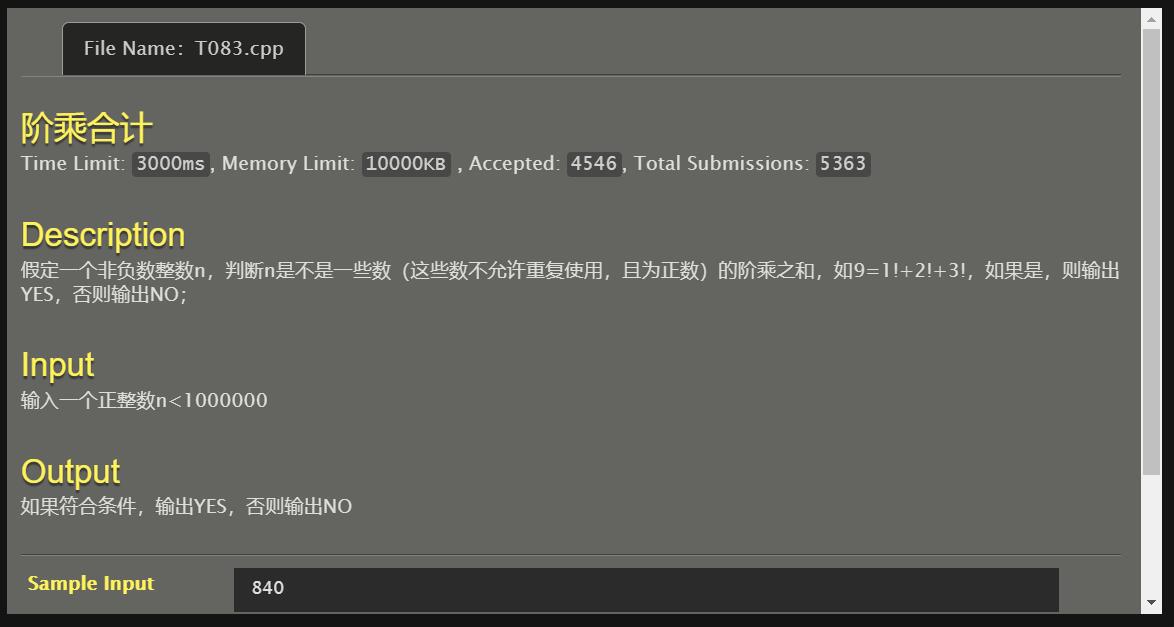 File Name：T083.cpp
阶乘合计
Time Limit: 3000ms, Memory Limit: 10000KB , Accepted: 4546, Total Submissions: 5363
Description
假定一个非负数整数n，判断n是不是一些数（这些数不允许重复使用，且为正数）的阶乘之和，如9=1!+2!+3!，如果是，则输出
YES，否则输出NO；
Input
输入一个正整数n<1000000
Output
如果符合条件，输出YES，否则输出NO
Sample Input 840